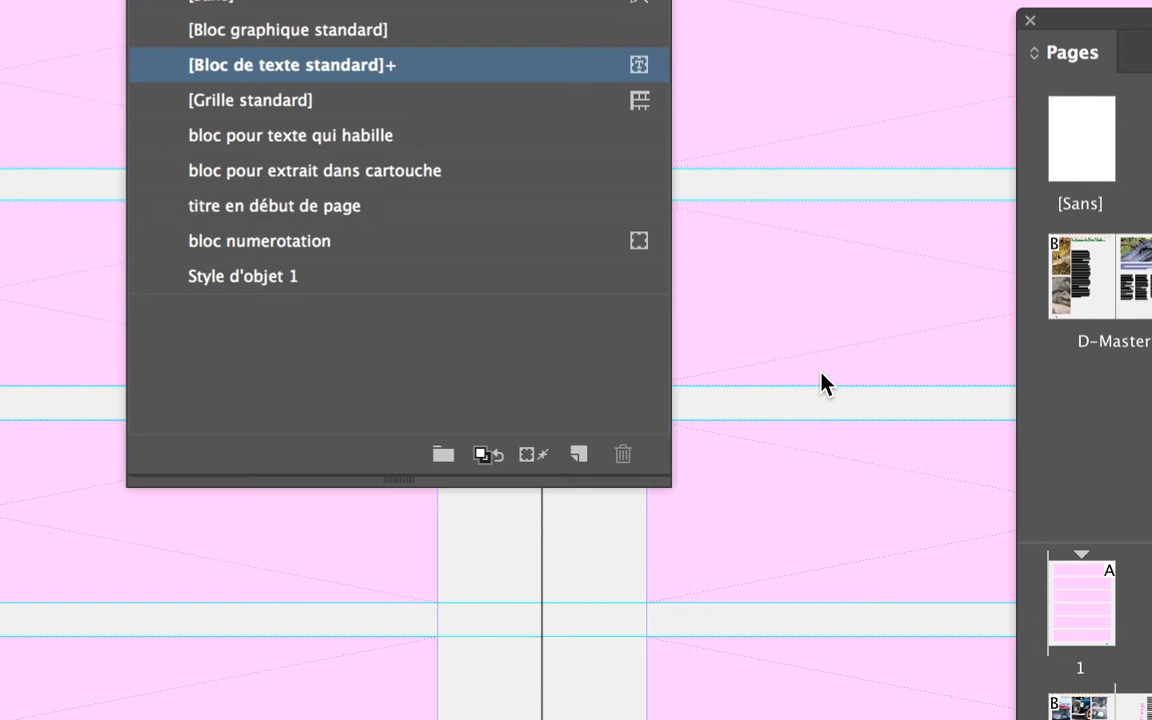 [Sans]
[Bloc graphique standard]
[Bloc de texte standard]+
[Grille standard]
bloc pour texte qui habille
bloc pour extrait dans cartouche
titre en début de page
bloc numerotation
Style d'objet 1
Pages
[Sans]
B
D-Master
A
1
B